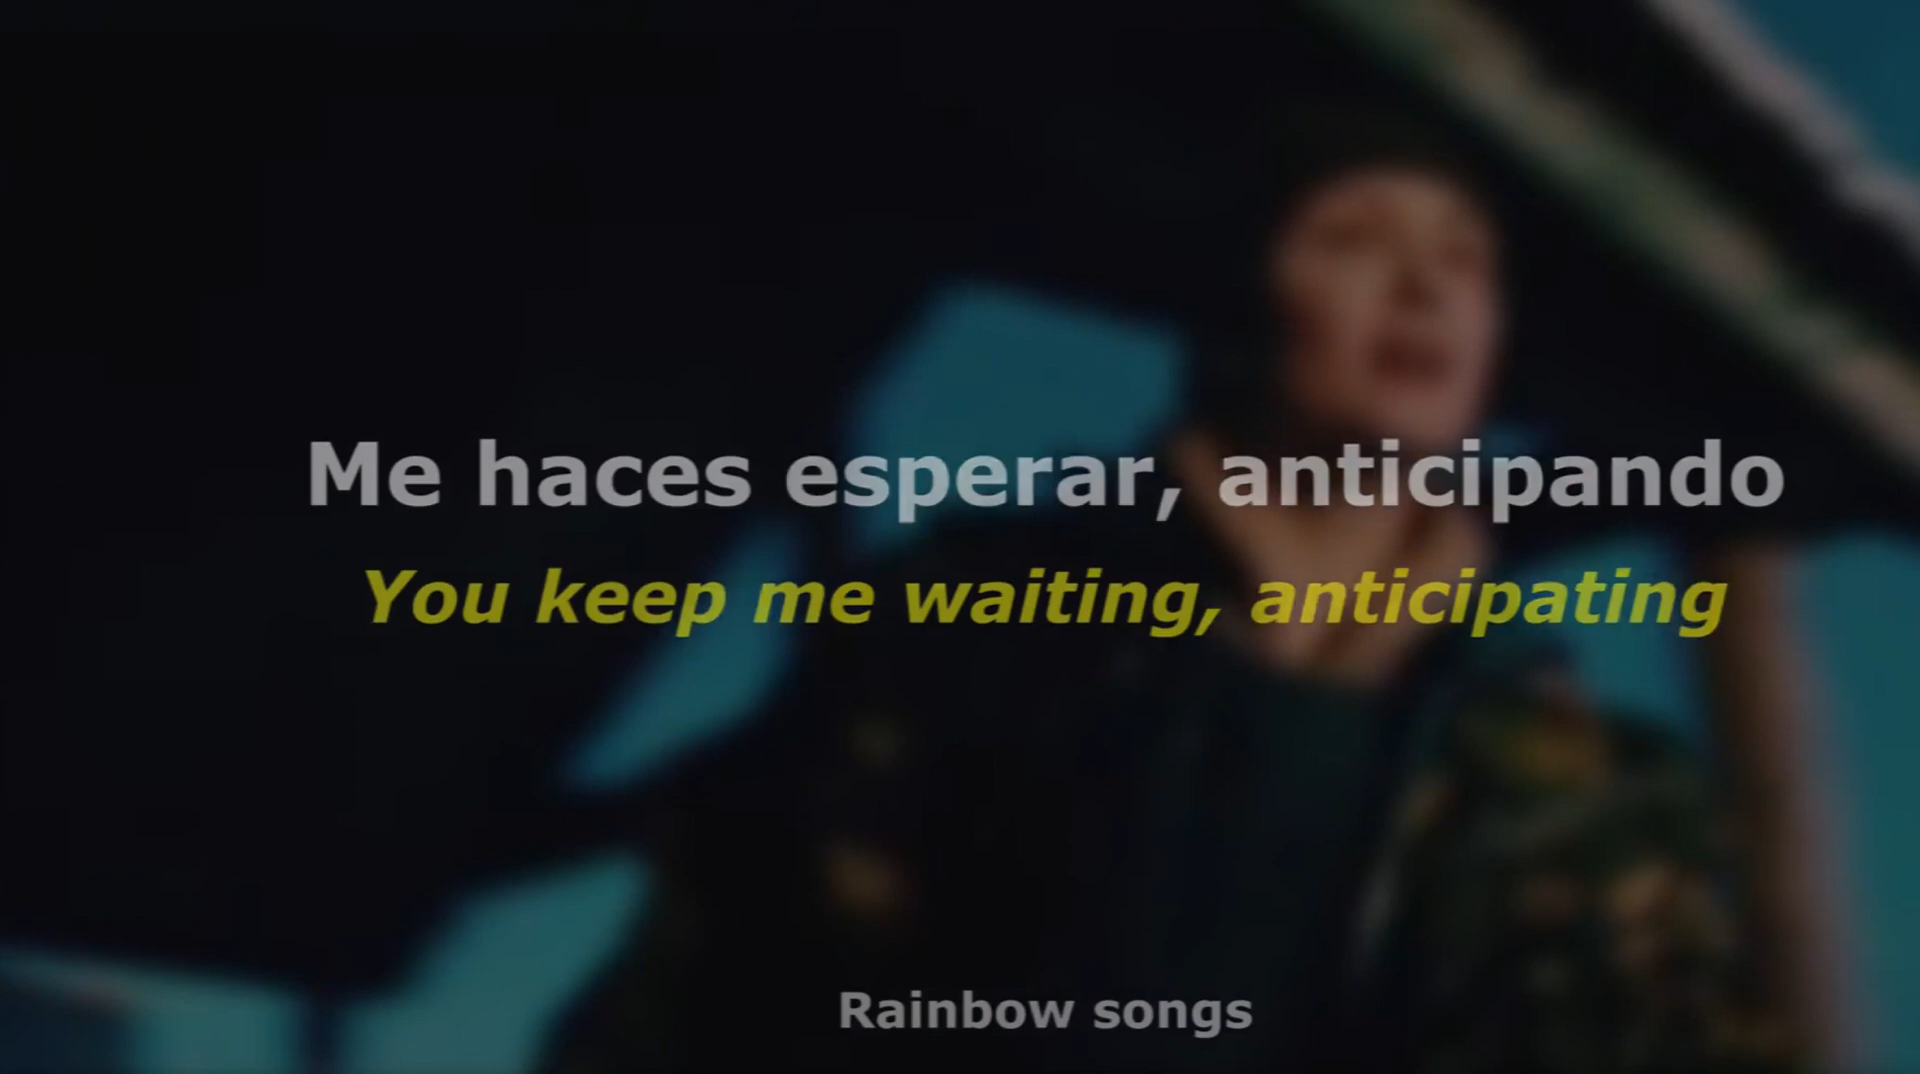 Me haces esperar, anticipando
You keep me waiting, anticipating
Rainbow songs